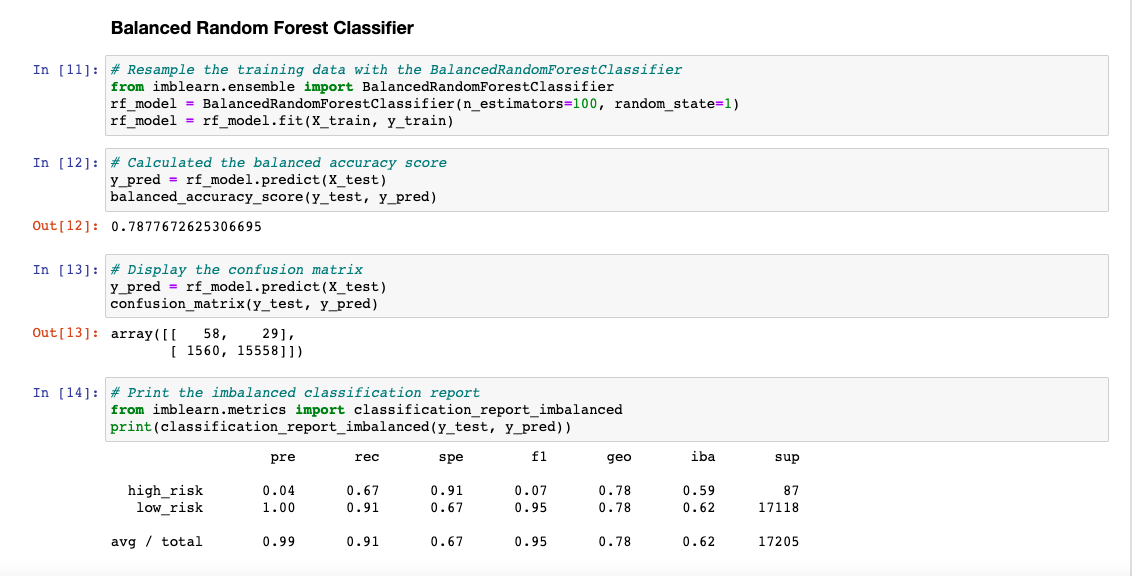 Balanced Random Forest Classifier
In [11]: # Resample the training data with the BalancedRandomForestClassifier
from imblearn.ensemble import BalancedRandomForestClassifier
rf_model = BalancedRandomForestClassifier(n_estimators=100, random_state=1)
rf_model = rf_model.fit(X_train, y_train)
In [12]: # Calculated the balanced accuracy score
y_pred = rf_model.predict(X_test)
balanced_accuracy_score(y_test, y_pred)
Out[12]: 0.7877672625306695
In [13]: # Display the confusion matrix
y_pred = rf_model.predict(X_test)
confusion_matrix(y_test, y_pred)
Out[13]: array([[   58,    29],
       [ 1560, 15558]])
In [14]: # Print the imbalanced classification report
from imblearn.metrics import classification_report_imbalanced
print(classification_report_imbalanced(y_test, y_pred))
pre rec spe f1 geo iba sup
high_risk 0.04 0.67 0.91 0.07 0.78 0.59 87
low_risk 1.00 0.91 0.67 0.95 0.78 0.62 17118
avg / total 0.99 0.91 0.67 0.95 0.78 0.62 17205